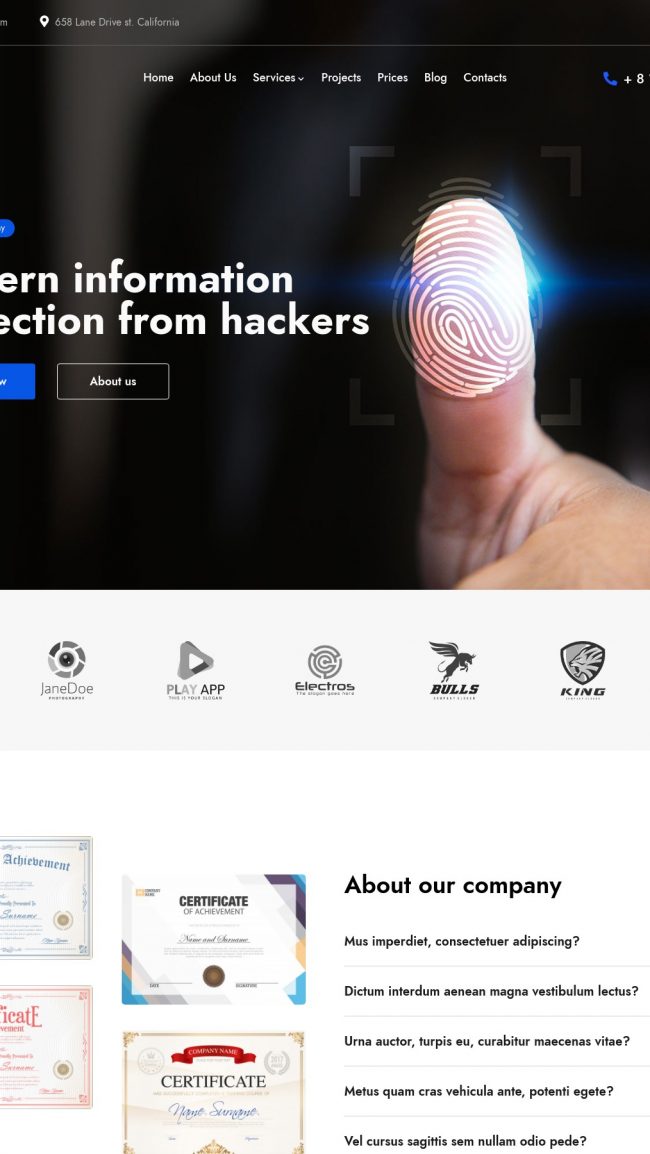 m
658 Lane Drive st. California
Home About Us Services Projects Prices Blog Contacts
+ 8
y
ern information
ection from hackers
w
About us
JaneDoe
PHOTOGRAPHY
PLAY APP
THIS IS YOUR SLOGAN
Electros
The slogan goes here
BULLS
COMPANY SLOGAN
KING
Achievement
Surname
CERTIFICATE
OF ACHIEVEMENT
Name and Surname
DATE
SIGNATURE
ficatE
evement
Surname
COMPANY NAME
2017
CERTIFICATE
Name Surname
About our company
Mus imperdiet, consectetuer adipiscing?
Dictum interdum aenean magna vestibulum lectus?
Urna auctor, turpis eu, curabitur maecenas vitae?
Metus quam cras vehicula ante, potenti egete?
Vel cursus sagittis sem nullam odio pede?